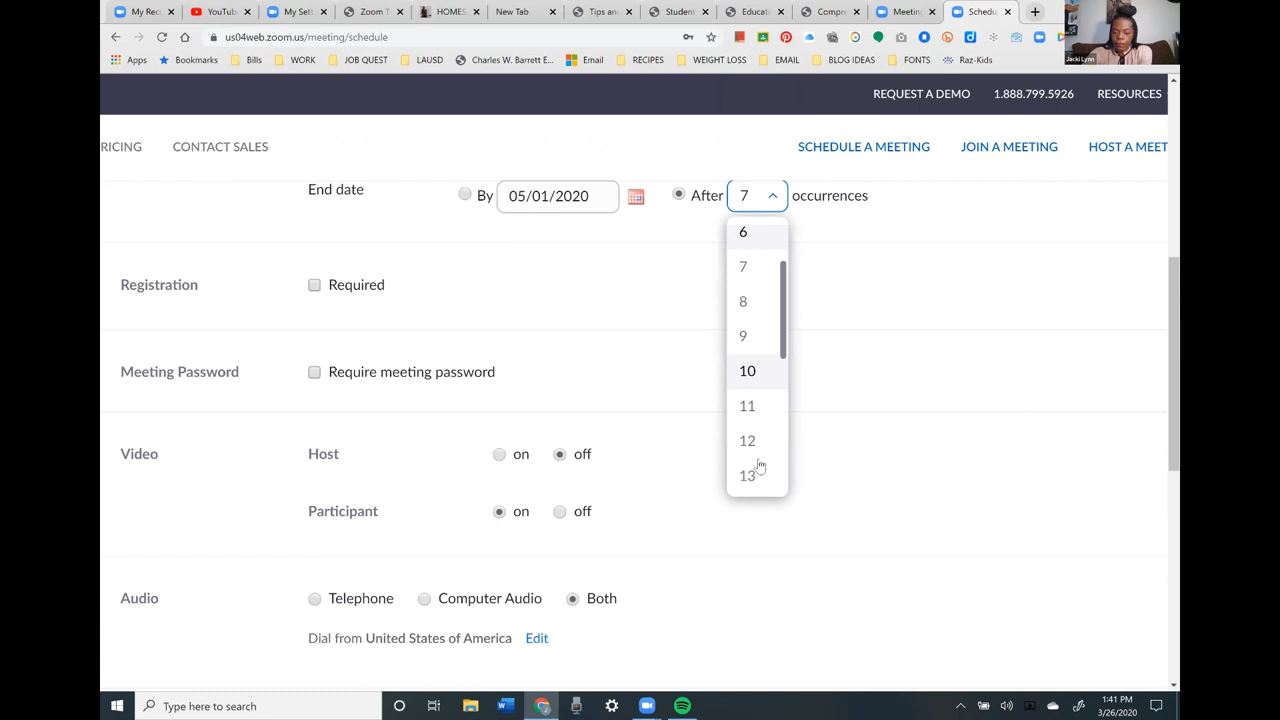 My Rec
YouTub
My Sett
Zoom T
HOMES
New Tab
Tips and
Student
Educati
Compre
Meetin
Schedu
us04web.zoom.us/meeting/schedule
Apps
Bookmarks
Bills
WORK
JOB QUEST
LAUSD
Charles W. Barrett E...
Email
RECIPES
WEIGHT LOSS
EMAIL
BLOG IDEAS
FONTS
Raz-Kids
Jacki Lynn
REQUEST A DEMO 1.888.799.5926 RESOURCES
RICING CONTACT SALES SCHEDULE A MEETING JOIN A MEETING HOST A MEET
End date By 05/01/2020 After 7 occurrences
6
7
8
9
10
11
12
13
Registration Required
Meeting Password Require meeting password
Video Host on off
Participant on off
Audio Telephone Computer Audio Both
Dial from United States of America Edit
Type here to search
1:41 PM
3/26/2020